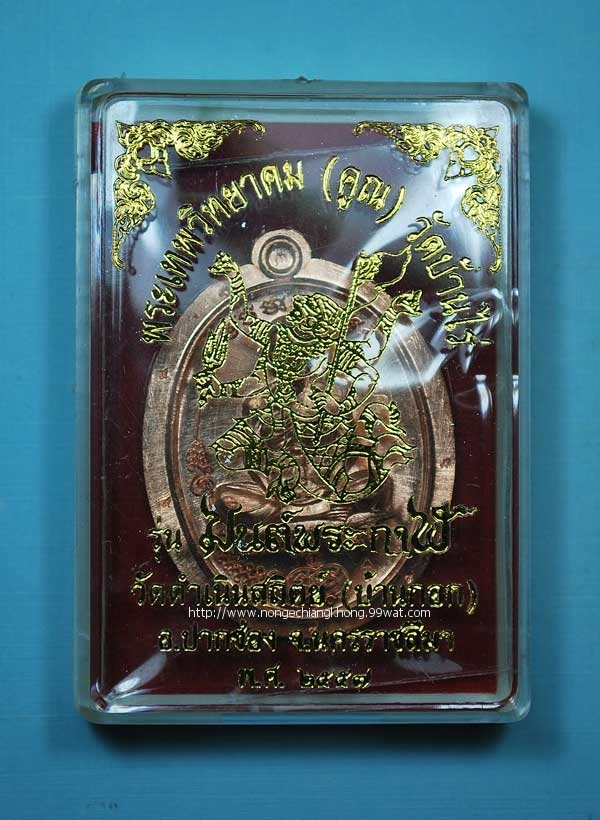 พระเทพวิทยาคม (คูณ) วัดบ้านไร่
รุ่น มนต์พระกาฬ
วัดดำเนินสถิตย์ (บ้านกอก)
http://www.nongechiangkhong.99wat.com
อ.ปากช่อง จ.นครราชสีมา
พ.ศ. ๒๕๕๗